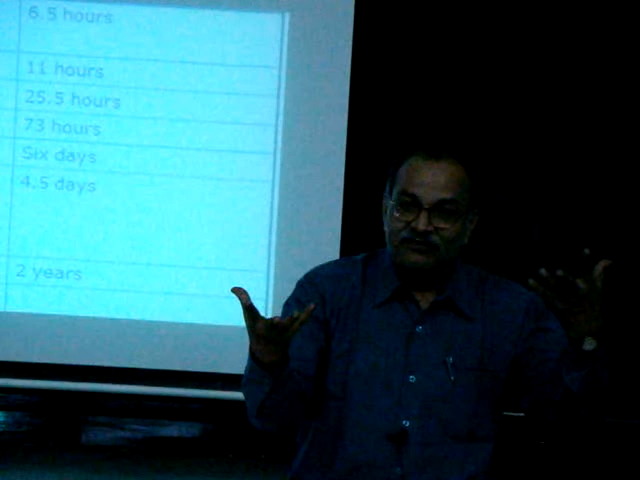 6.5 hours
11 hours
25.5 hours
73 hours
Six days
4.5 days
2 years